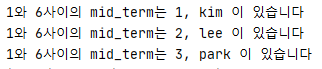 1와 6사이의 mid_term는 1, kim 이 있습니다
1와 6사이의 mid_term는 2, lee 이 있습니다
1와 6사이의 mid_term는 3, park 이 있습니다